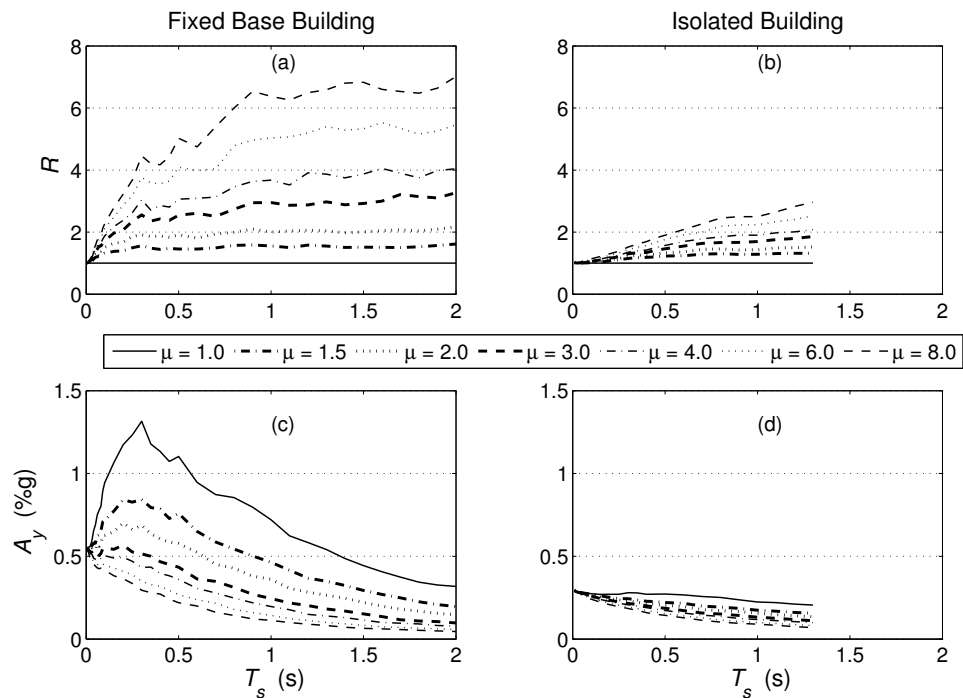 Fixed Base Building
Isolated Building
8
6
4
2
0
R
(a)
0 0.5 1 1.5 2
8
6
4
2
0
(b)
0 0.5 1 1.5 2
μ = 1.0 μ = 1.5 μ = 2.0 μ = 3.0 μ = 4.0 μ = 6.0 μ = 8.0
1.5
1
0.5
0
A_y (%g)
(c)
0 0.5 1 1.5 2
T_s (s)
1.5
1
0.5
0
(d)
0 0.5 1 1.5 2
T_s (s)